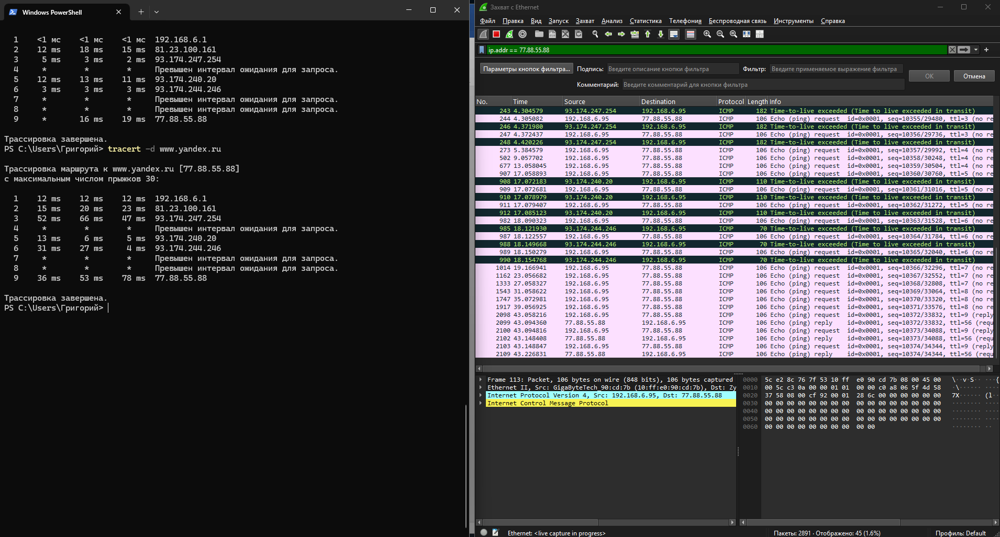 Windows PowerShell
1 <1 мс <1 мс <1 мс 192.168.6.1
2 12 ms 18 ms 15 ms 81.23.100.161
3 5 ms 3 ms 2 ms 93.174.247.254
4 * * * Превышен интервал ожидания для запроса.
5 12 ms 13 ms 11 ms 93.174.240.20
6 3 ms 3 ms 3 ms 93.174.244.246
7 * * * Превышен интервал ожидания для запроса.
8 * * * Превышен интервал ожидания для запроса.
9 * 16 ms 19 ms 77.88.55.88
Трассировка завершена.
PS C:\Users\Григорий> tracert -d www.yandex.ru
Трассировка маршрута к www.yandex.ru [77.88.55.88]
с максимальным числом прыжков 30:
1 12 ms 12 ms 12 ms 192.168.6.1
2 15 ms 20 ms 23 ms 81.23.100.161
3 52 ms 66 ms 47 ms 93.174.247.254
4 * * * Превышен интервал ожидания для запроса.
5 13 ms 6 ms 5 ms 93.174.240.20
6 31 ms 27 ms 4 ms 93.174.244.246
7 * * * Превышен интервал ожидания для запроса.
8 * * * Превышен интервал ожидания для запроса.
9 36 ms 53 ms 78 ms 77.88.55.88
Трассировка завершена.
PS C:\Users\Григорий>
Захват с Ethernet
Файл Правка Вид Запуск Захват Анализ Статистика Телефония Беспроводная связь Инструменты Справка
ip.addr == 77.88.55.88
Параметры кнопок фильтра... Подпись: Введите описание кнопки фильтра Фильтр: Введите применяемое выражение фильтра
OK Отмена
Комментарий: Введите комментарий для кнопки фильтра
No. Time Source Destination Protocol Length Info
243 4.304579 93.174.247.254 192.168.6.95 ICMP 182 Time-to-live exceeded (Time to live exceeded in transit)
244 4.305082 192.168.6.95 77.88.55.88 ICMP 106 Echo (ping) request id=0x0001, seq=10355/29480, ttl=3 (no re
246 4.371980 93.174.247.254 192.168.6.95 ICMP 182 Time-to-live exceeded (Time to live exceeded in transit)
247 4.372437 192.168.6.95 77.88.55.88 ICMP 106 Echo (ping) request id=0x0001, seq=10356/29736, ttl=3 (no re
248 4.420226 93.174.247.254 192.168.6.95 ICMP 182 Time-to-live exceeded (Time to live exceeded in transit)
273 5.384579 192.168.6.95 77.88.55.88 ICMP 106 Echo (ping) request id=0x0001, seq=10357/29992, ttl=4 (no re
502 9.057702 192.168.6.95 77.88.55.88 ICMP 106 Echo (ping) request id=0x0001, seq=10358/30248, ttl=4 (no re
677 13.058045 192.168.6.95 77.88.55.88 ICMP 106 Echo (ping) request id=0x0001, seq=10359/30504, ttl=4 (no re
907 17.058893 192.168.6.95 77.88.55.88 ICMP 106 Echo (ping) request id=0x0001, seq=10360/30760, ttl=5 (no re
908 17.072183 93.174.240.20 192.168.6.95 ICMP 110 Time-to-live exceeded (Time to live exceeded in transit)
909 17.072681 192.168.6.95 77.88.55.88 ICMP 106 Echo (ping) request id=0x0001, seq=10361/31016, ttl=5 (no re
910 17.078979 93.174.240.20 192.168.6.95 ICMP 110 Time-to-live exceeded (Time to live exceeded in transit)
911 17.079407 192.168.6.95 77.88.55.88 ICMP 106 Echo (ping) request id=0x0001, seq=10362/31272, ttl=5 (no re
912 17.085123 93.174.240.20 192.168.6.95 ICMP 110 Time-to-live exceeded (Time to live exceeded in transit)
982 18.090323 192.168.6.95 77.88.55.88 ICMP 106 Echo (ping) request id=0x0001, seq=10363/31528, ttl=6 (no re
985 18.121930 93.174.244.246 192.168.6.95 ICMP 70 Time-to-live exceeded (Time to live exceeded in transit)
987 18.122557 192.168.6.95 77.88.55.88 ICMP 106 Echo (ping) request id=0x0001, seq=10364/31784, ttl=6 (no re
988 18.149668 93.174.244.246 192.168.6.95 ICMP 70 Time-to-live exceeded (Time to live exceeded in transit)
989 18.150279 192.168.6.95 77.88.55.88 ICMP 106 Echo (ping) request id=0x0001, seq=10365/32040, ttl=6 (no re
990 18.154768 93.174.244.246 192.168.6.95 ICMP 70 Time-to-live exceeded (Time to live exceeded in transit)
1014 19.166941 192.168.6.95 77.88.55.88 ICMP 106 Echo (ping) request id=0x0001, seq=10366/32296, ttl=7 (no re
1162 23.056682 192.168.6.95 77.88.55.88 ICMP 106 Echo (ping) request id=0x0001, seq=10367/32552, ttl=7 (no re
1333 27.058327 192.168.6.95 77.88.55.88 ICMP 106 Echo (ping) request id=0x0001, seq=10368/32808, ttl=7 (no re
1543 31.058622 192.168.6.95 77.88.55.88 ICMP 106 Echo (ping) request id=0x0001, seq=10369/33064, ttl=8 (no re
1747 35.072981 192.168.6.95 77.88.55.88 ICMP 106 Echo (ping) request id=0x0001, seq=10370/33320, ttl=8 (no re
1917 39.056925 192.168.6.95 77.88.55.88 ICMP 106 Echo (ping) request id=0x0001, seq=10371/33576, ttl=8 (no re
2098 43.058216 192.168.6.95 77.88.55.88 ICMP 106 Echo (ping) request id=0x0001, seq=10372/33832, ttl=9 (reply
2099 43.094360 77.88.55.88 192.168.6.95 ICMP 106 Echo (ping) reply id=0x0001, seq=10372/33832, ttl=56 (requ
2100 43.094816 192.168.6.95 77.88.55.88 ICMP 106 Echo (ping) request id=0x0001, seq=10373/34088, ttl=9 (reply
2102 43.148408 77.88.55.88 192.168.6.95 ICMP 106 Echo (ping) reply id=0x0001, seq=10373/34088, ttl=56 (requ
2103 43.148847 192.168.6.95 77.88.55.88 ICMP 106 Echo (ping) request id=0x0001, seq=10374/34344, ttl=9 (reply
2109 43.226831 77.88.55.88 192.168.6.95 ICMP 106 Echo (ping) reply id=0x0001, seq=10374/34344, ttl=56 (requ
Frame 113: Packet, 106 bytes on wire (848 bits), 106 bytes captured
Ethernet II, Src: GigaByteTech_90:cd:7b (10:ff:e0:90:cd:7b), Dst: Zy
Internet Protocol Version 4, Src: 192.168.6.95, Dst: 77.88.55.88
Internet Control Message Protocol
0000 5c e2 8c 76 7f 53 10 ff e0 90 cd 7b 08 00 45 00 \··v·S·· ···{
0010 00 5c c3 0a 00 00 01 01 00 00 c0 a8 06 5f 4d 58 ·\······ ····
0020 37 58 08 00 cf 92 00 01 28 6c 00 00 00 00 00 00 7X······ (l··
0030 00 00 00 00 00 00 00 00 00 00 00 00 00 00 00 00 ········ ····
0040 00 00 00 00 00 00 00 00 00 00 00 00 00 00 00 00 ········ ····
0050 00 00 00 00 00 00 00 00 00 00 00 00 00 00 00 00 ········ ····
0060 00 00 00 00 00 00 00 00 00 00 ········ ··
Ethernet: <live capture in progress>
Пакеты: 2891 · Отображено: 45 (1.6%)
Профиль: Default